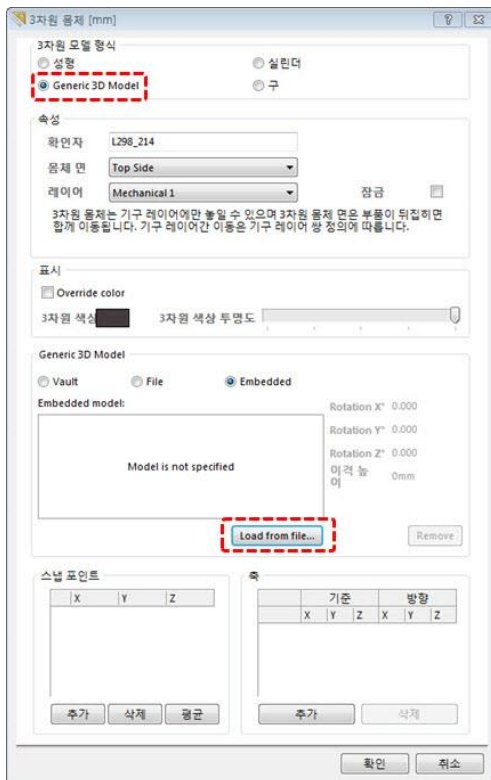 3차원 몸체 [mm]
3차원 모델 형식
성형
실린더
Generic 3D Model
구
속성
확인자 L298_214
몸체 면 Top Side
레이어 Mechanical 1 잠금
3차원 몸체는 기구 레이어에만 놓일 수 있으며 3차원 몸체 면은 부품이 뒤집히면
함께 이동됩니다. 기구 레이어간 이동은 기구 레이어 쌍 정의에 따릅니다.
표시
Override color
3차원 색상 3차원 색상 투명도
Generic 3D Model
Vault File Embedded
Embedded model:
Rotation X° 0.000
Rotation Y° 0.000
Rotation Z° 0.000
Model is not specified
이격 높
이
0mm
Load from file... Remove
스냅 포인트
X Y Z
추가 삭제 평균
축
기준 방향
X Y Z X Y Z
추가 삭제
확인 취소